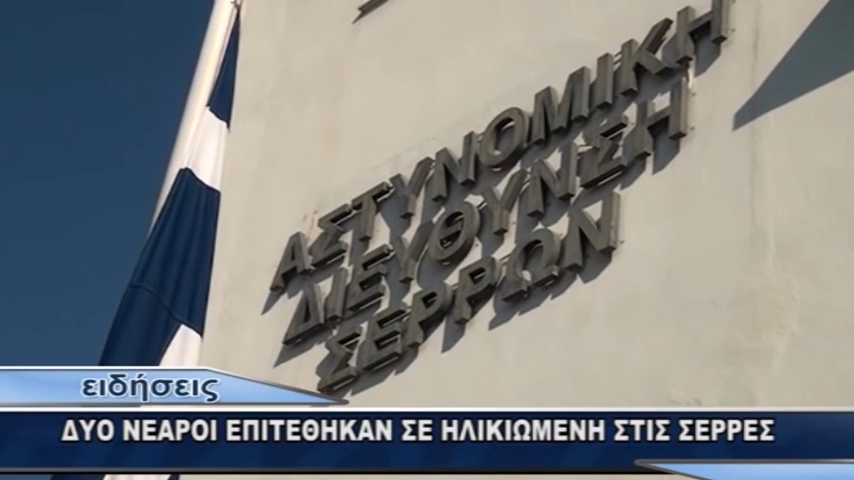 ΑΣΤΥΝΟΜΙΚΗ
ΔΙΕΥΘΥΝΣΗ
ΣΕΡΡΩΝ
ειδήσεις
ΔΥΟ ΝΕΑΡΟΙ ΕΠΙΤΕΘΗΚΑΝ ΣΕ ΗΛΙΚΙΩΜΕΝΗ ΣΤΙΣ ΣΕΡΡΕΣ